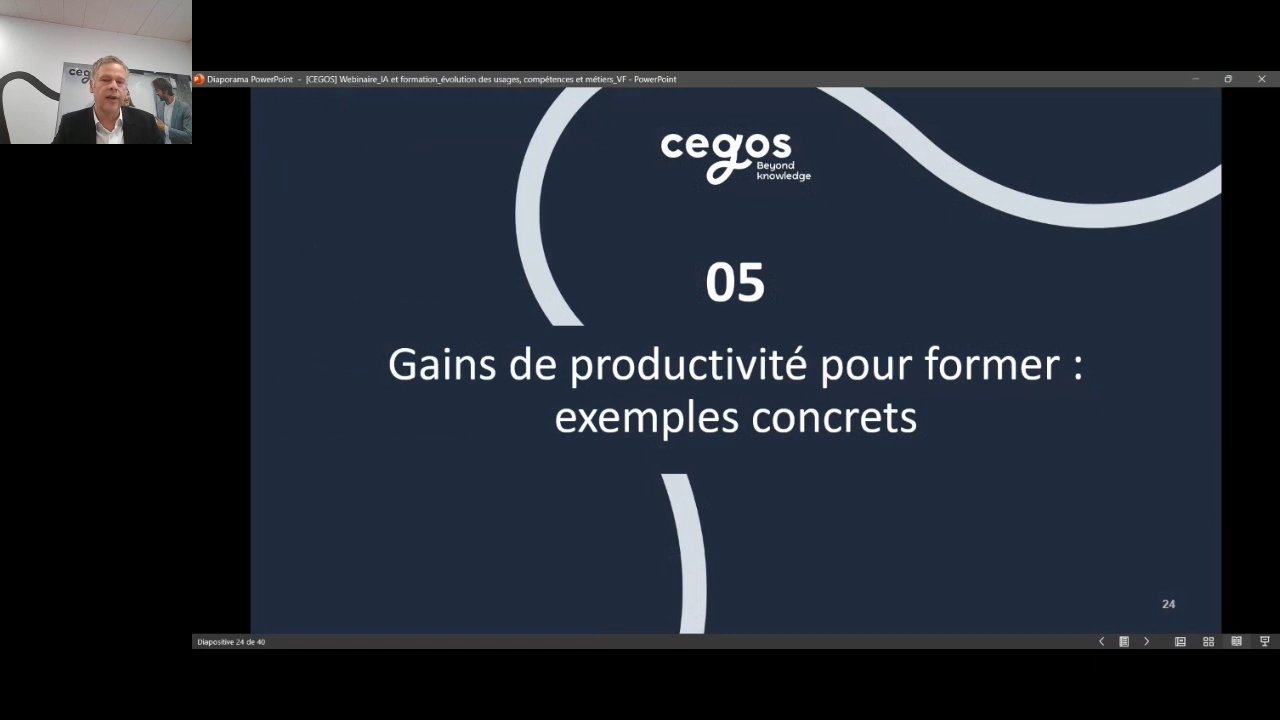 cegos
Diaporama PowerPoint - [CEGOS] Webinaire_IA et formation_évolution des usages, compétences et métiers_VF - PowerPoint
cegos
Beyond
knowledge
05
Gains de productivité pour former :
exemples concrets
24
Diapositive 24 de 40